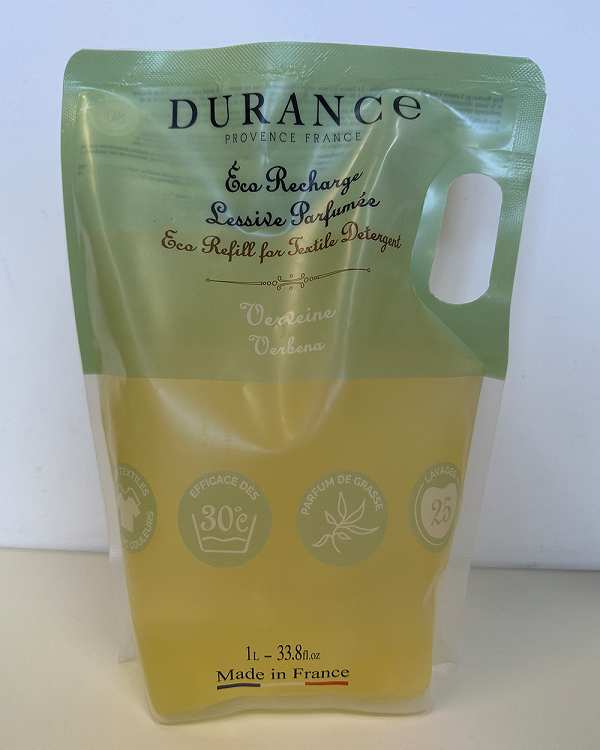 DURANCe
PROVENCE FRANCE
Éco Recharge
Lessive Parfumée
Eco Refill for Textile Detergent
Verveine
Verbena
TEXTILES
COULEURS
EFFICACE DÈS
30°C
PARFUM DE GRASSE
LAVAGES
25
1L – 33.8fl.oz
Made in France